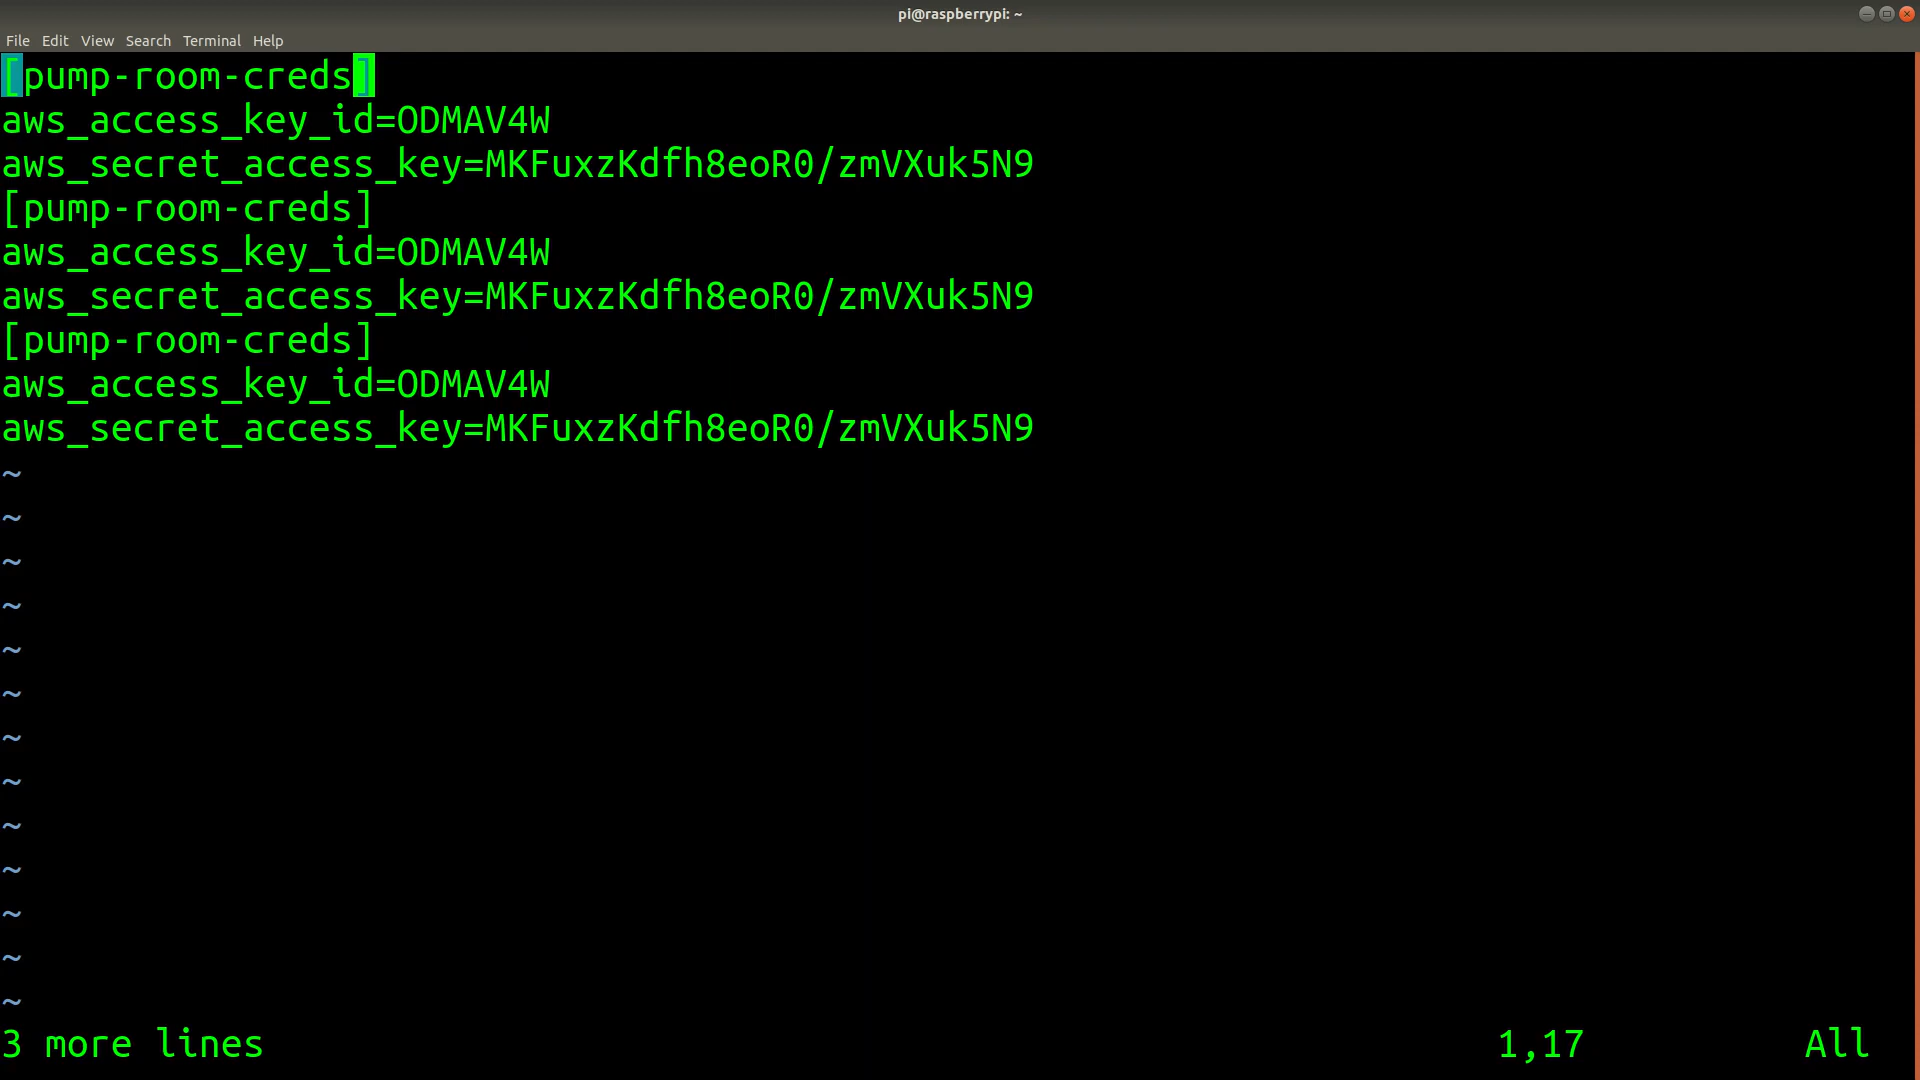 pi@raspberrypi: ~
File Edit View Search Terminal Help
[pump-room-creds]
aws_access_key_id=ODMAV4W
aws_secret_access_key=MKFuxzKdfh8eoR0/zmVXuk5N9
[pump-room-creds]
aws_access_key_id=ODMAV4W
aws_secret_access_key=MKFuxzKdfh8eoR0/zmVXuk5N9
[pump-room-creds]
aws_access_key_id=ODMAV4W
aws_secret_access_key=MKFuxzKdfh8eoR0/zmVXuk5N9
~
~
~
~
~
~
~
~
~
~
~
~
~
3 more lines 1,17 All